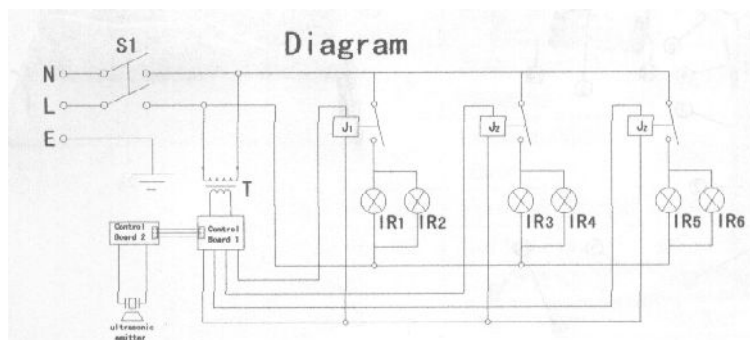 Diagram
S1
N
L
E
J1
J2
J2
T
IR1
IR2
IR3
IR4
IR5
IR6
Control
Board 2
Control
Board 1
ultrasonic
emitter